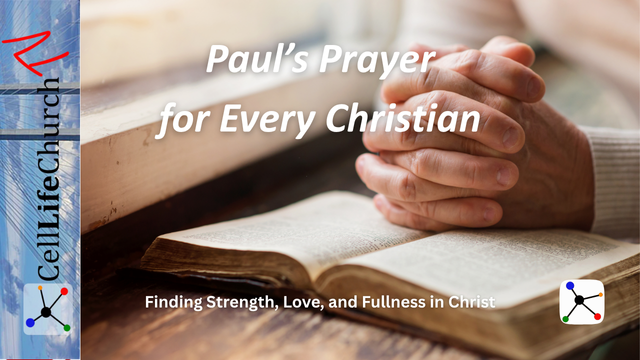 Paul's Prayer
for Every Christian
CellLifeChurch
Finding Strength, Love, and Fullness in Christ